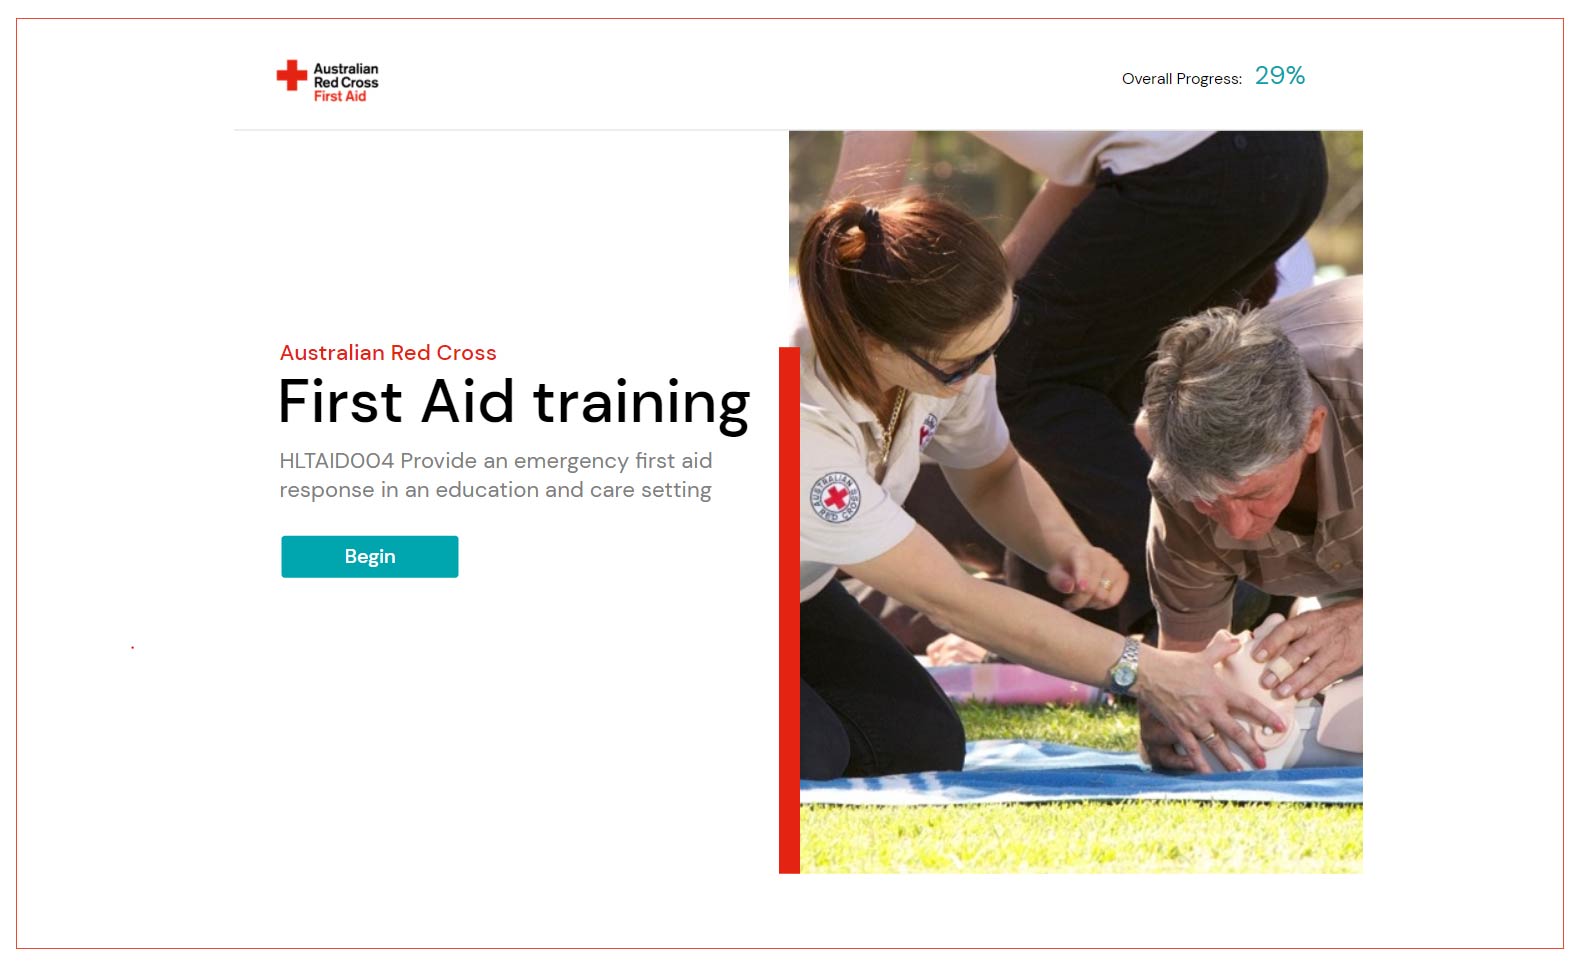 Australian
Red Cross
First Aid
Overall Progress: 29%
Australian Red Cross
First Aid training
HLTAID004 Provide an emergency first aid
response in an education and care setting
Begin
AUSTRALIAN
RED CROSS